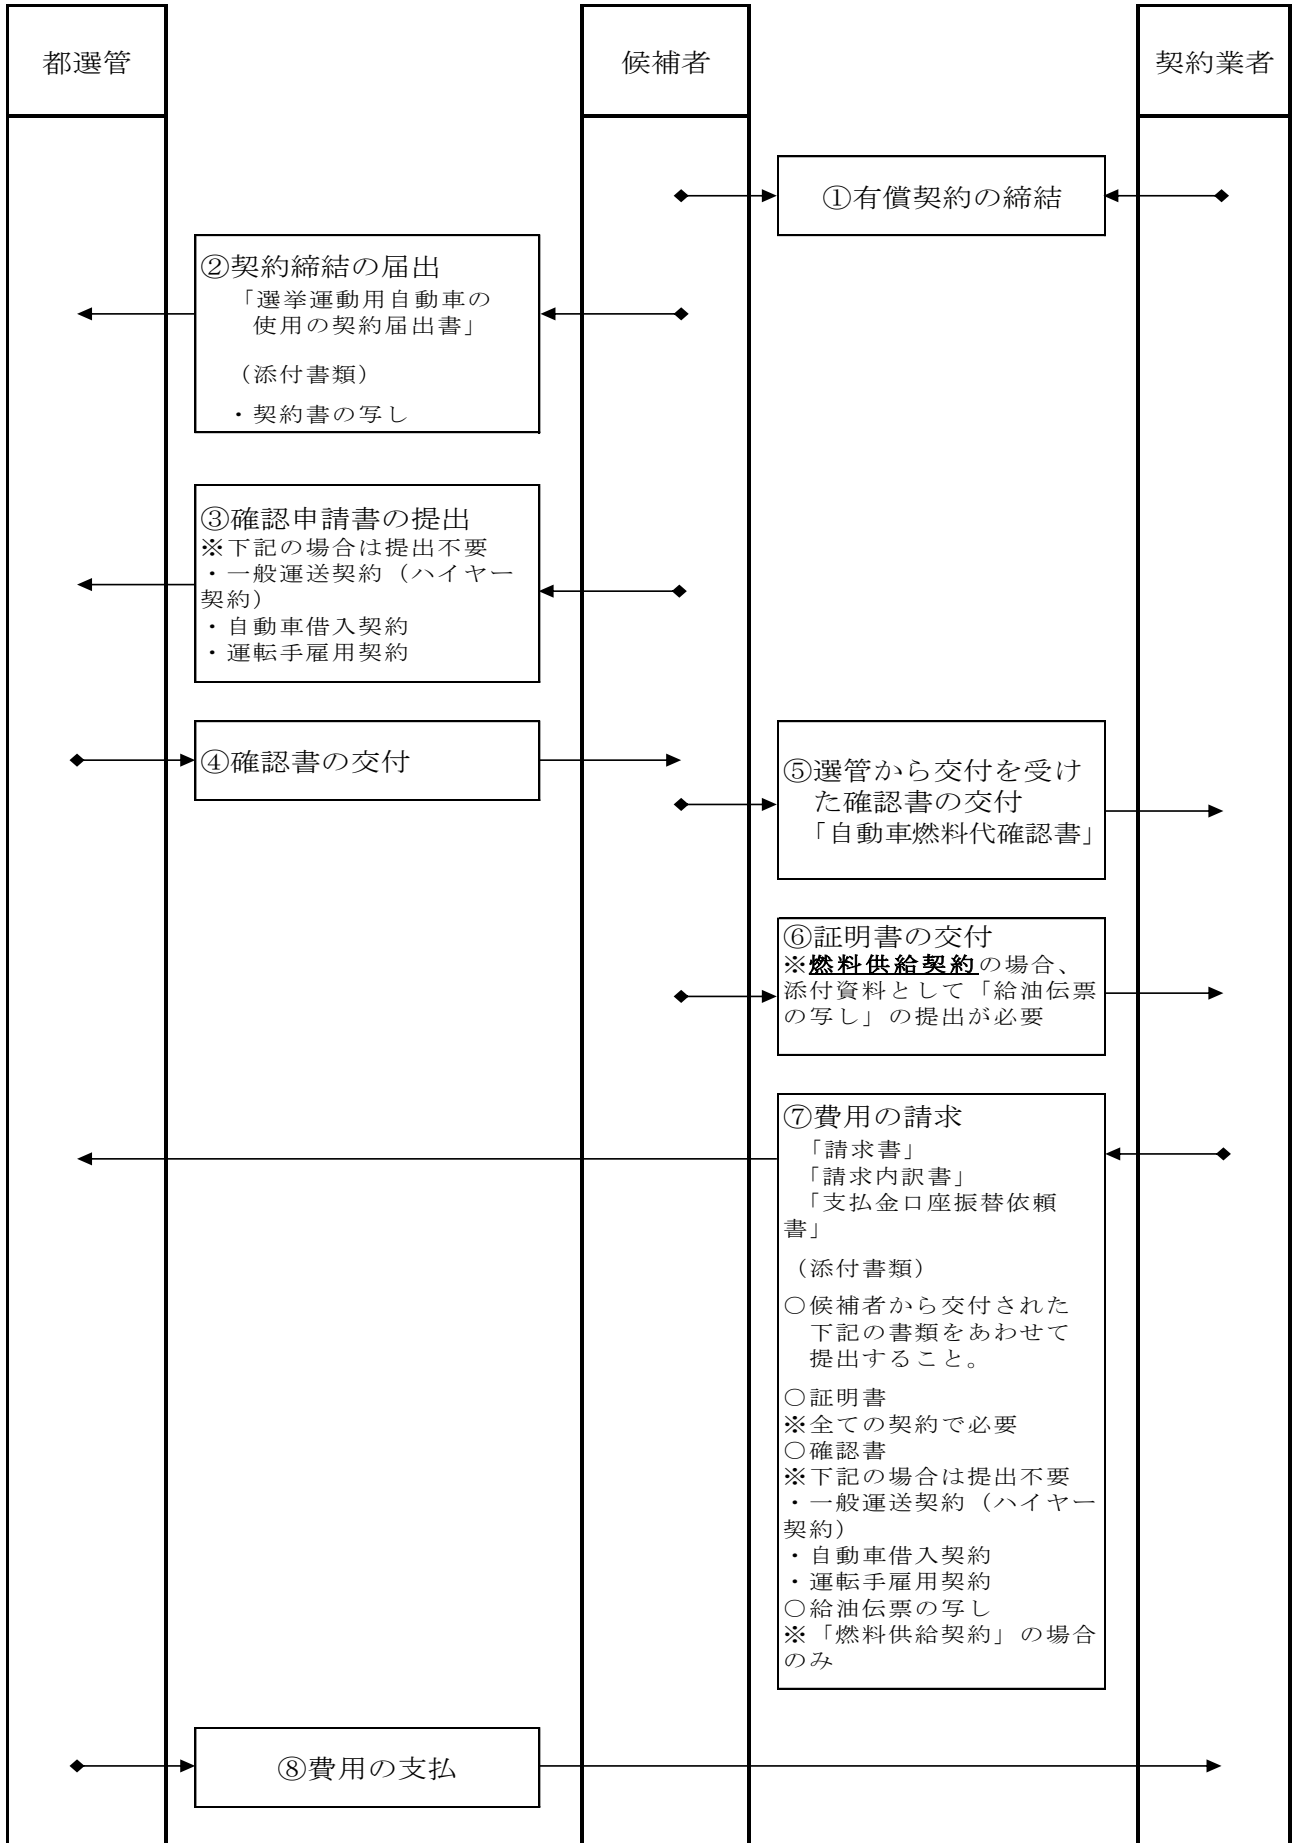 都選管
候補者
契約業者
①有償契約の締結
②契約締結の届出
「選挙運動用自動車の
使用の契約届出書」
（添付書類）
・契約書の写し
③確認申請書の提出
※下記の場合は提出不要
・一般運送契約（ハイヤー
契約）
・自動車借入契約
・運転手雇用契約
④確認書の交付
⑤選管から交付を受け
た確認書の交付
「自動車燃料代確認書」
⑥証明書の交付
※燃料供給契約の場合、
添付資料として「給油伝票
の写し」の提出が必要
⑦費用の請求
「請求書」
「請求内訳書」
「支払金口座振替依頼
書」
（添付書類）
○候補者から交付された
下記の書類をあわせて
提出すること。
○証明書
※全ての契約で必要
○確認書
※下記の場合は提出不要
・一般運送契約（ハイヤー
契約）
・自動車借入契約
・運転手雇用契約
○給油伝票の写し
※「燃料供給契約」の場合
のみ
⑧費用の支払